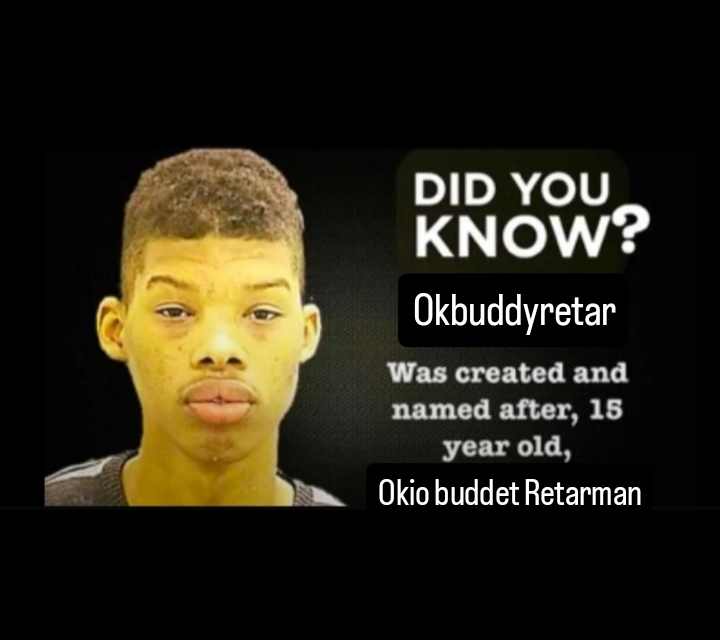 DID YOU
KNOW?
Okbuddyretar
Was created and
named after, 15
year old,
Okio buddet Retarman